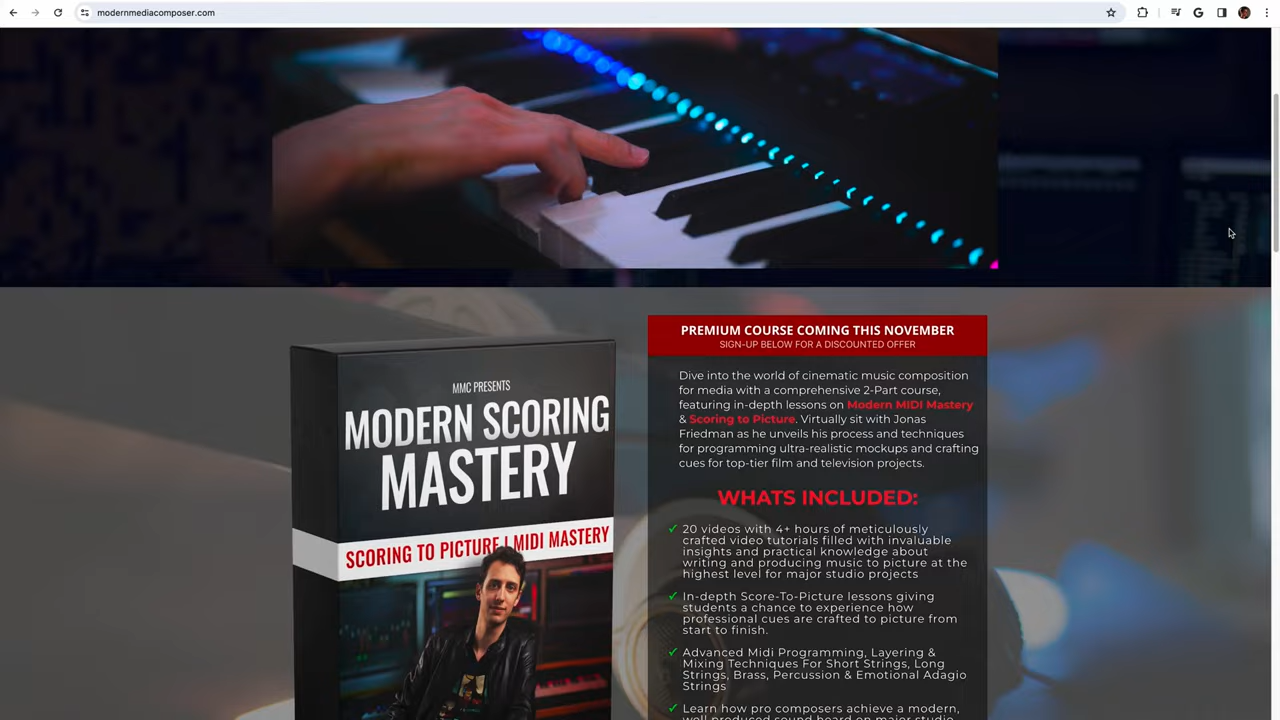 modernmediacomposer.com
MMC PRESENTS
MODERN SCORING
MASTERY
SCORING TO PICTURE | MIDI MASTERY
PREMIUM COURSE COMING THIS NOVEMBER
SIGN-UP BELOW FOR A DISCOUNTED OFFER
Dive into the world of cinematic music composition
for media with a comprehensive 2-Part course,
featuring in-depth lessons on Modern MIDI Mastery
& Scoring to Picture. Virtually sit with Jonas
Friedman as he unveils his process and techniques
for programming ultra-realistic mockups and crafting
cues for top-tier film and television projects.
WHATS INCLUDED:
✓ 20 videos with 4+ hours of meticulously
crafted video tutorials filled with invaluable
insights and practical knowledge about
writing and producing music to picture at the
highest level for major studio projects
✓ In-depth Score-To-Picture lessons giving
students a chance to experience how
professional cues are crafted to picture from
start to finish.
✓ Advanced Midi Programming, Layering &
Mixing Techniques For Short Strings, Long
Strings, Brass, Percussion & Emotional Adagio
Strings
✓ Learn how pro composers achieve a modern,
well produced sound heard on major studio